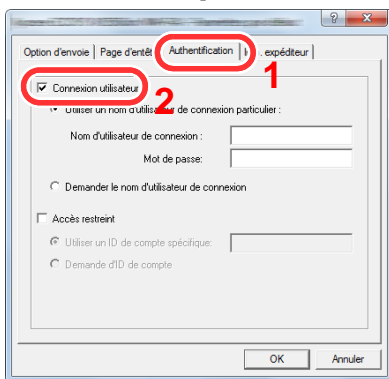 Option d'envoie Page d'entêt Authentification expéditeur
1
Connexion utilisateur
2
Utiliser un nom d'utilisateur de connexion particulier :
Nom d'utilisateur de connexion :
Mot de passe:
Demander le nom d'utilisateur de connexion
Accès restreint
Utiliser un ID de compte spécifique:
Demande d'ID de compte
OK Annuler